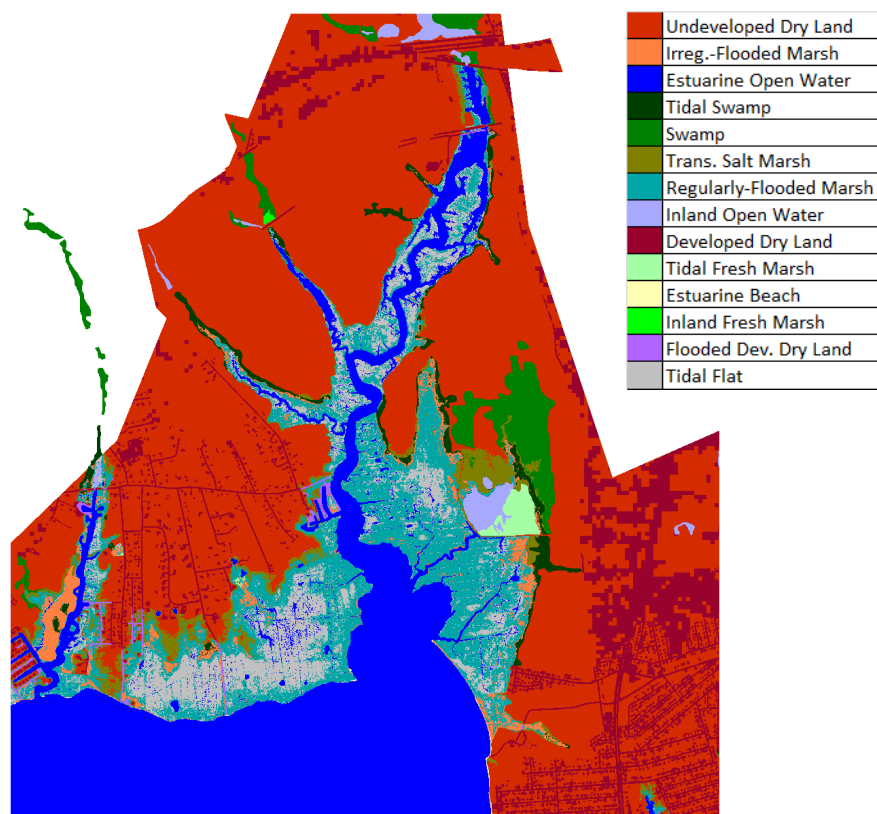 Undeveloped Dry Land
Irreg.-Flooded Marsh
Estuarine Open Water
Tidal Swamp
Swamp
Trans. Salt Marsh
Regularly-Flooded Marsh
Inland Open Water
Developed Dry Land
Tidal Fresh Marsh
Estuarine Beach
Inland Fresh Marsh
Flooded Dev. Dry Land
Tidal Flat